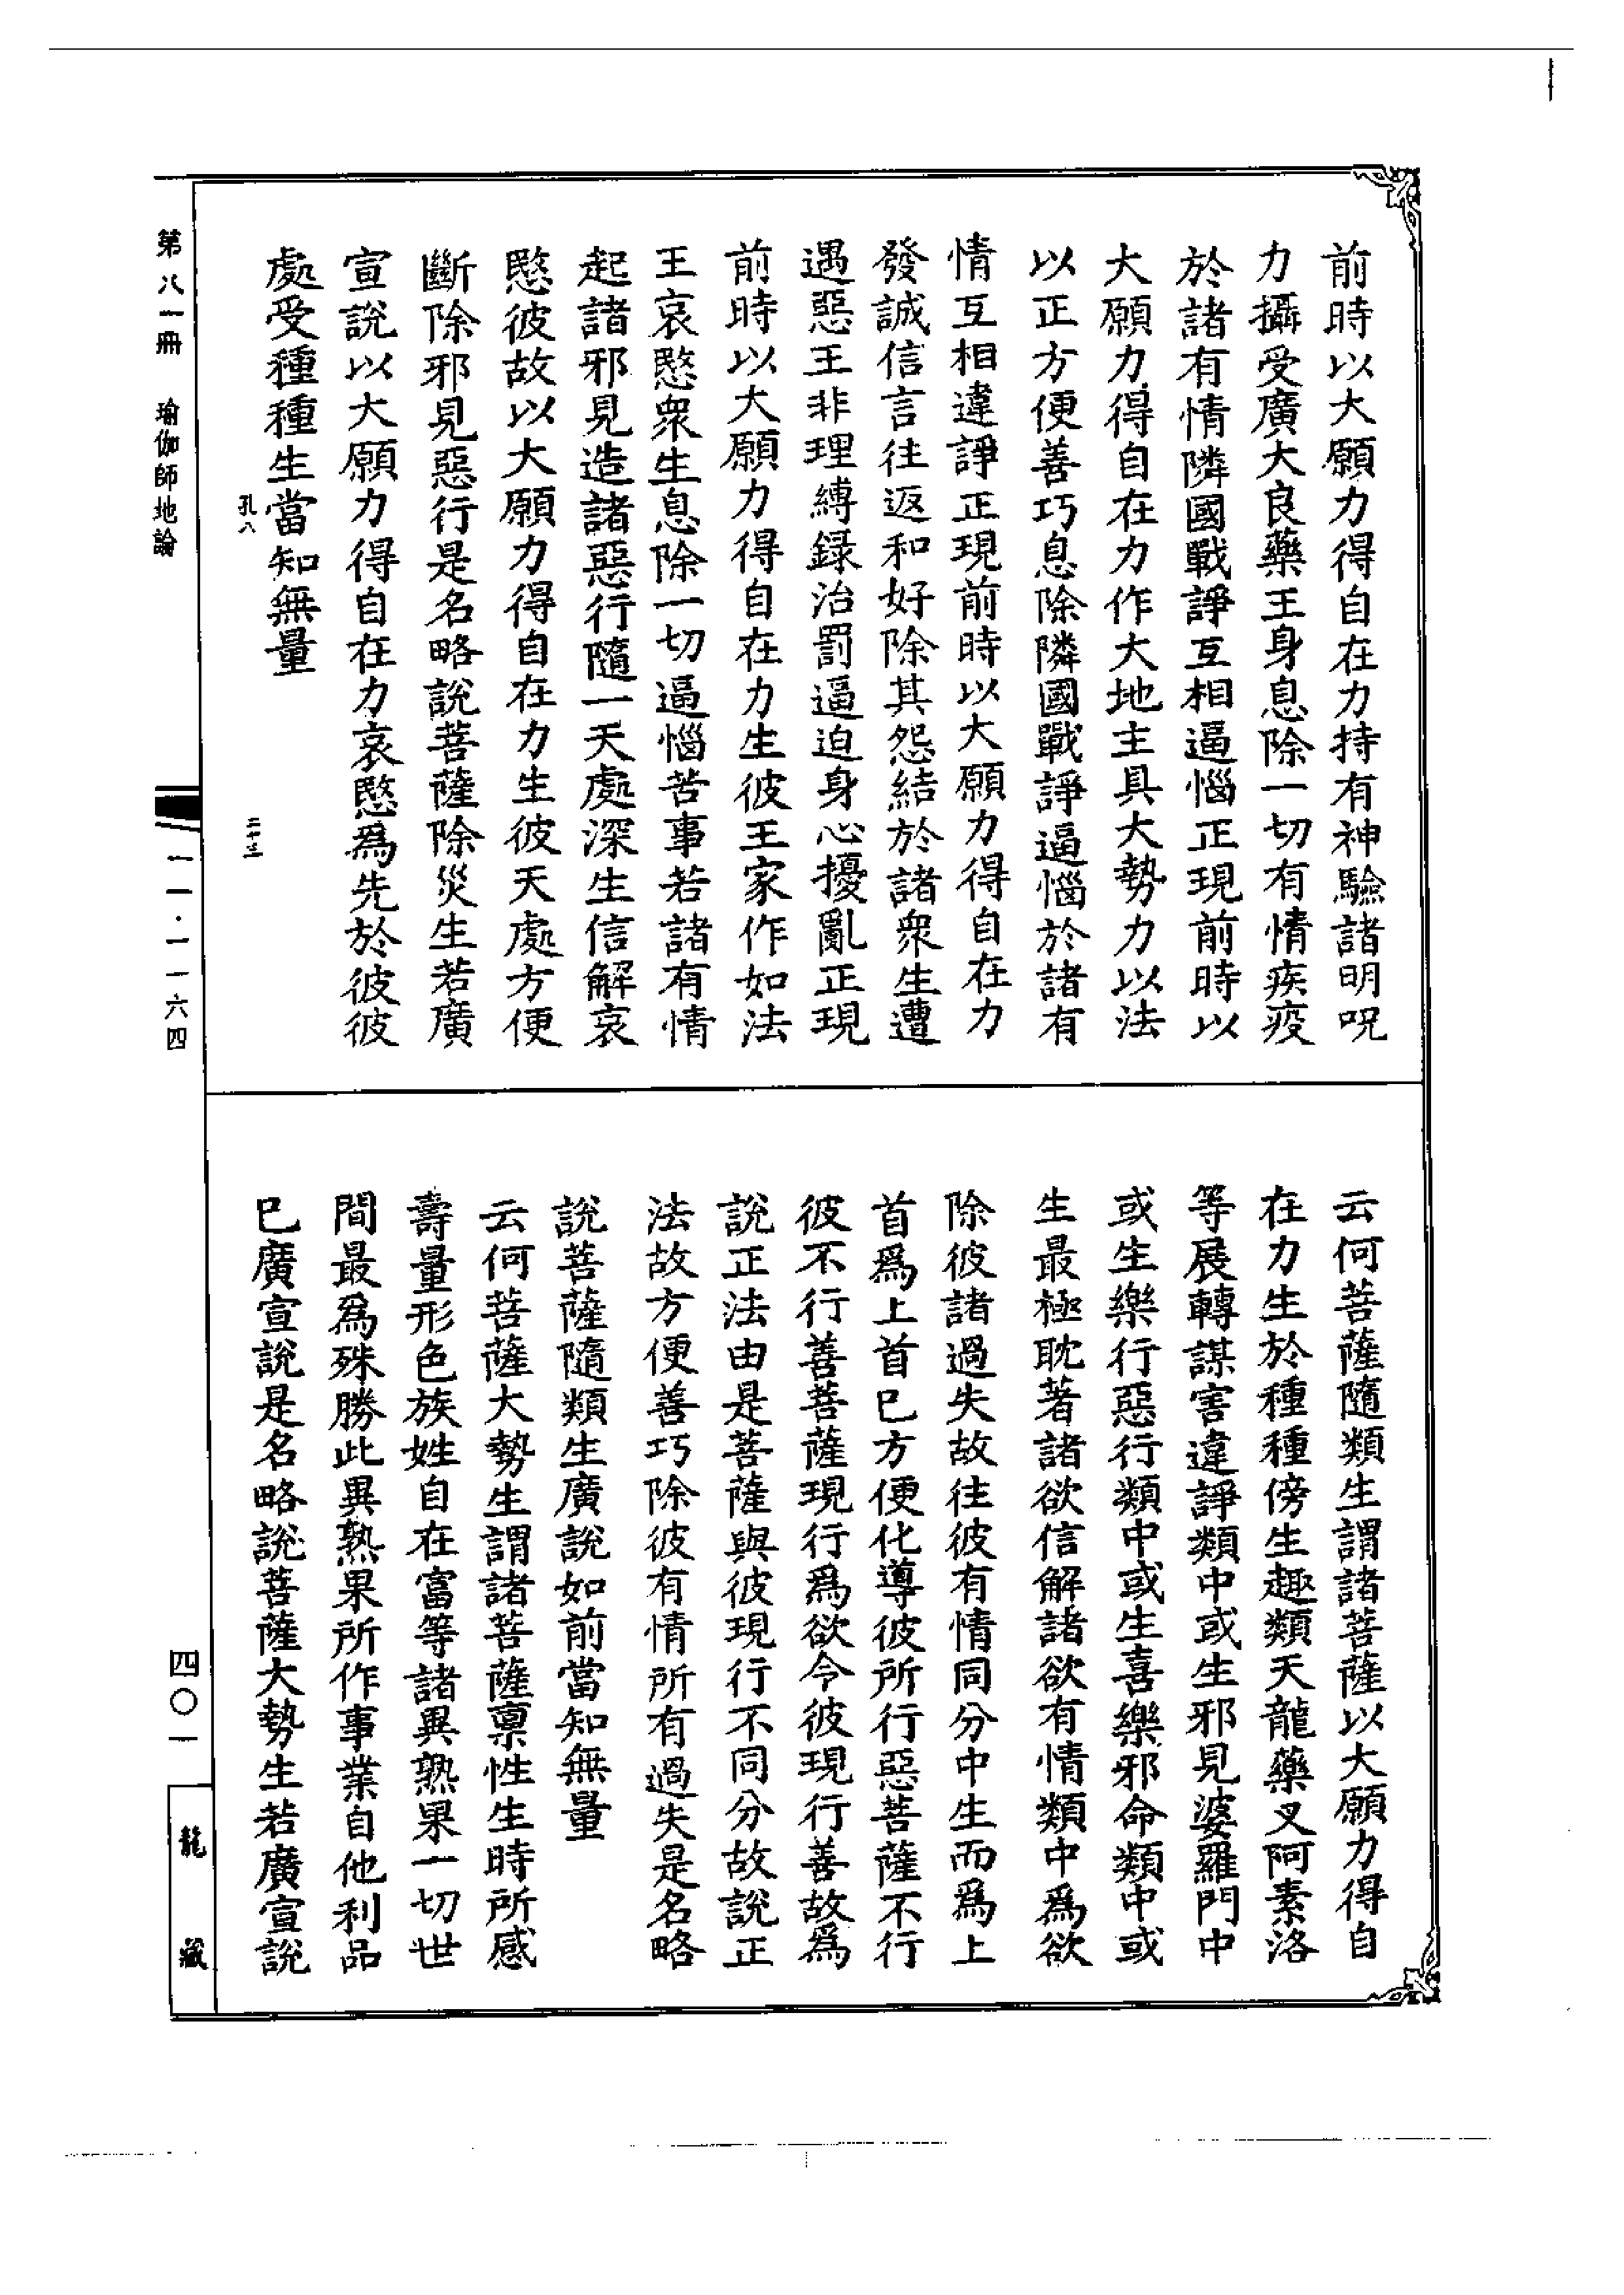 前時以大願力得自在力持有神驗諸明呪
力攝受廣大良藥王身息除一切有情疾疫
於諸有情隣國戰諍互相逼惱正現前時以
大願力得自在力作大地主具大勢力以法
以正方便善巧息除隣國戰諍逼惱於諸有
情互相違諍正現前時以大願力得自在力
發誠信言往返和好除其怨結於諸衆生遭
遇惡王非理縛録治罰逼迫身心擾亂正現
前時以大願力得自在力生彼王家作如法
王哀愍衆生息除一切逼惱苦事若諸有情
起諸邪見造諸惡行隨一天處深生信解哀
愍彼故以大願力得自在力生彼天處方便
斷除邪見惡行是名略說菩薩除災生若廣
宣說以大願力得自在力哀愍爲先於彼彼
處受種種生當知無量
孔八
二十三
云何菩薩隨類生謂諸菩薩以大願力得自
在力生於種種傍生趣類天龍藥叉阿素洛
等展轉謀害違諍類中或生邪見婆羅門中
或生樂行惡行類中或生喜樂邪命類中或
生最極耽著諸欲信解諸欲有情類中爲欲
除彼諸過失故往彼有情同分中生而爲上
首爲上首巳方便化導彼所行惡菩薩不行
彼不行善菩薩現行爲欲令彼現行善故爲
說正法由是菩薩與彼現行不同分故說正
法故方便善巧除彼有情所有過失是名略
說菩薩隨類生廣說如前當知無量
云何菩薩大勢生謂諸菩薩稟性生時所感
壽量形色族姓自在富等諸異熟果一切世
間最爲殊勝此異熟果所作事業自他利品
巳廣宣說是名略說菩薩大勢生若廣宣說
第八一冊　瑜伽師地論
一一·一一六四
四〇一
龍藏